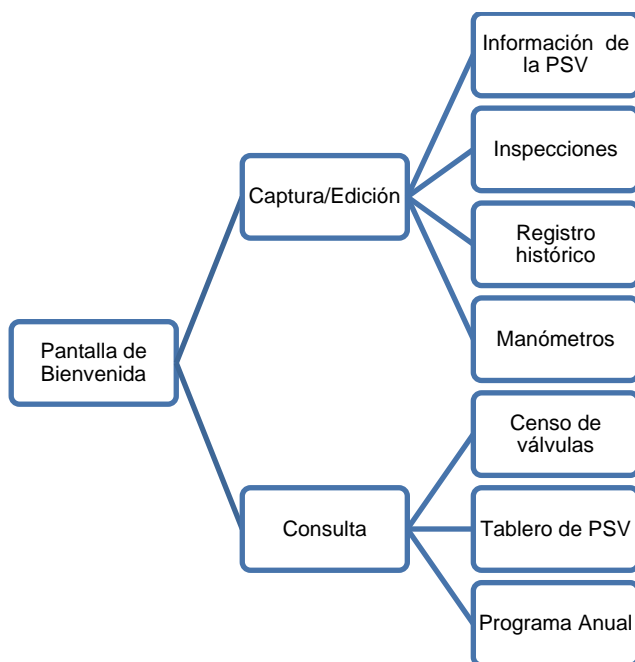 Información de
la PSV
Captura/Edición
Inspecciones
Registro
histórico
Manómetros
Pantalla de
Bienvenida
Censo de
válvulas
Consulta
Tablero de PSV
Programa Anual